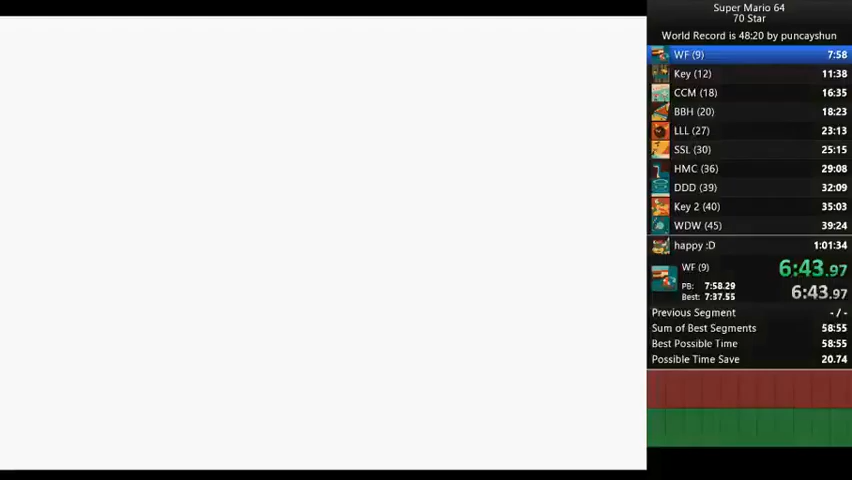 Super Mario 64
70 Star
World Record is 48:20 by puncayshun
WF (9) 7:58
Key (12) 11:38
CCM (18) 16:35
BBH (20) 18:23
LLL (27) 23:13
SSL (30) 25:15
HMC (36) 29:08
DDD (39) 32:09
Key 2 (40) 35:03
WDW (45) 39:24
happy :D 1:01:34
WF (9) 6:43.97
PB: 7:58.29
Best: 7:37.55 6:43.97
Previous Segment - / -
Sum of Best Segments 58:55
Best Possible Time 58:55
Possible Time Save 20.74